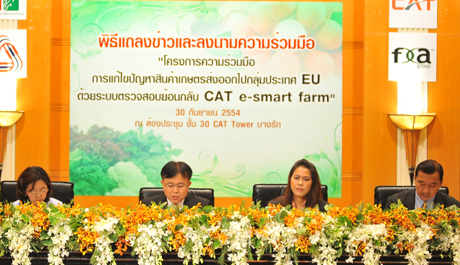 พิธีแถลงข่าวและลงนามความร่วมมือ
"โครงการความร่วมมือ
การแก้ไขปัญหาสินค้าเกษตรส่งออกไปกลุ่มประเทศ EU
ด้วยระบบตรวจสอบย้อนกลับ CAT e-smart farm"
30 กันยายน 2554
ณ ห้องประชุม ชั้น 30 CAT Tower บางรัก
CAT
fxa
group